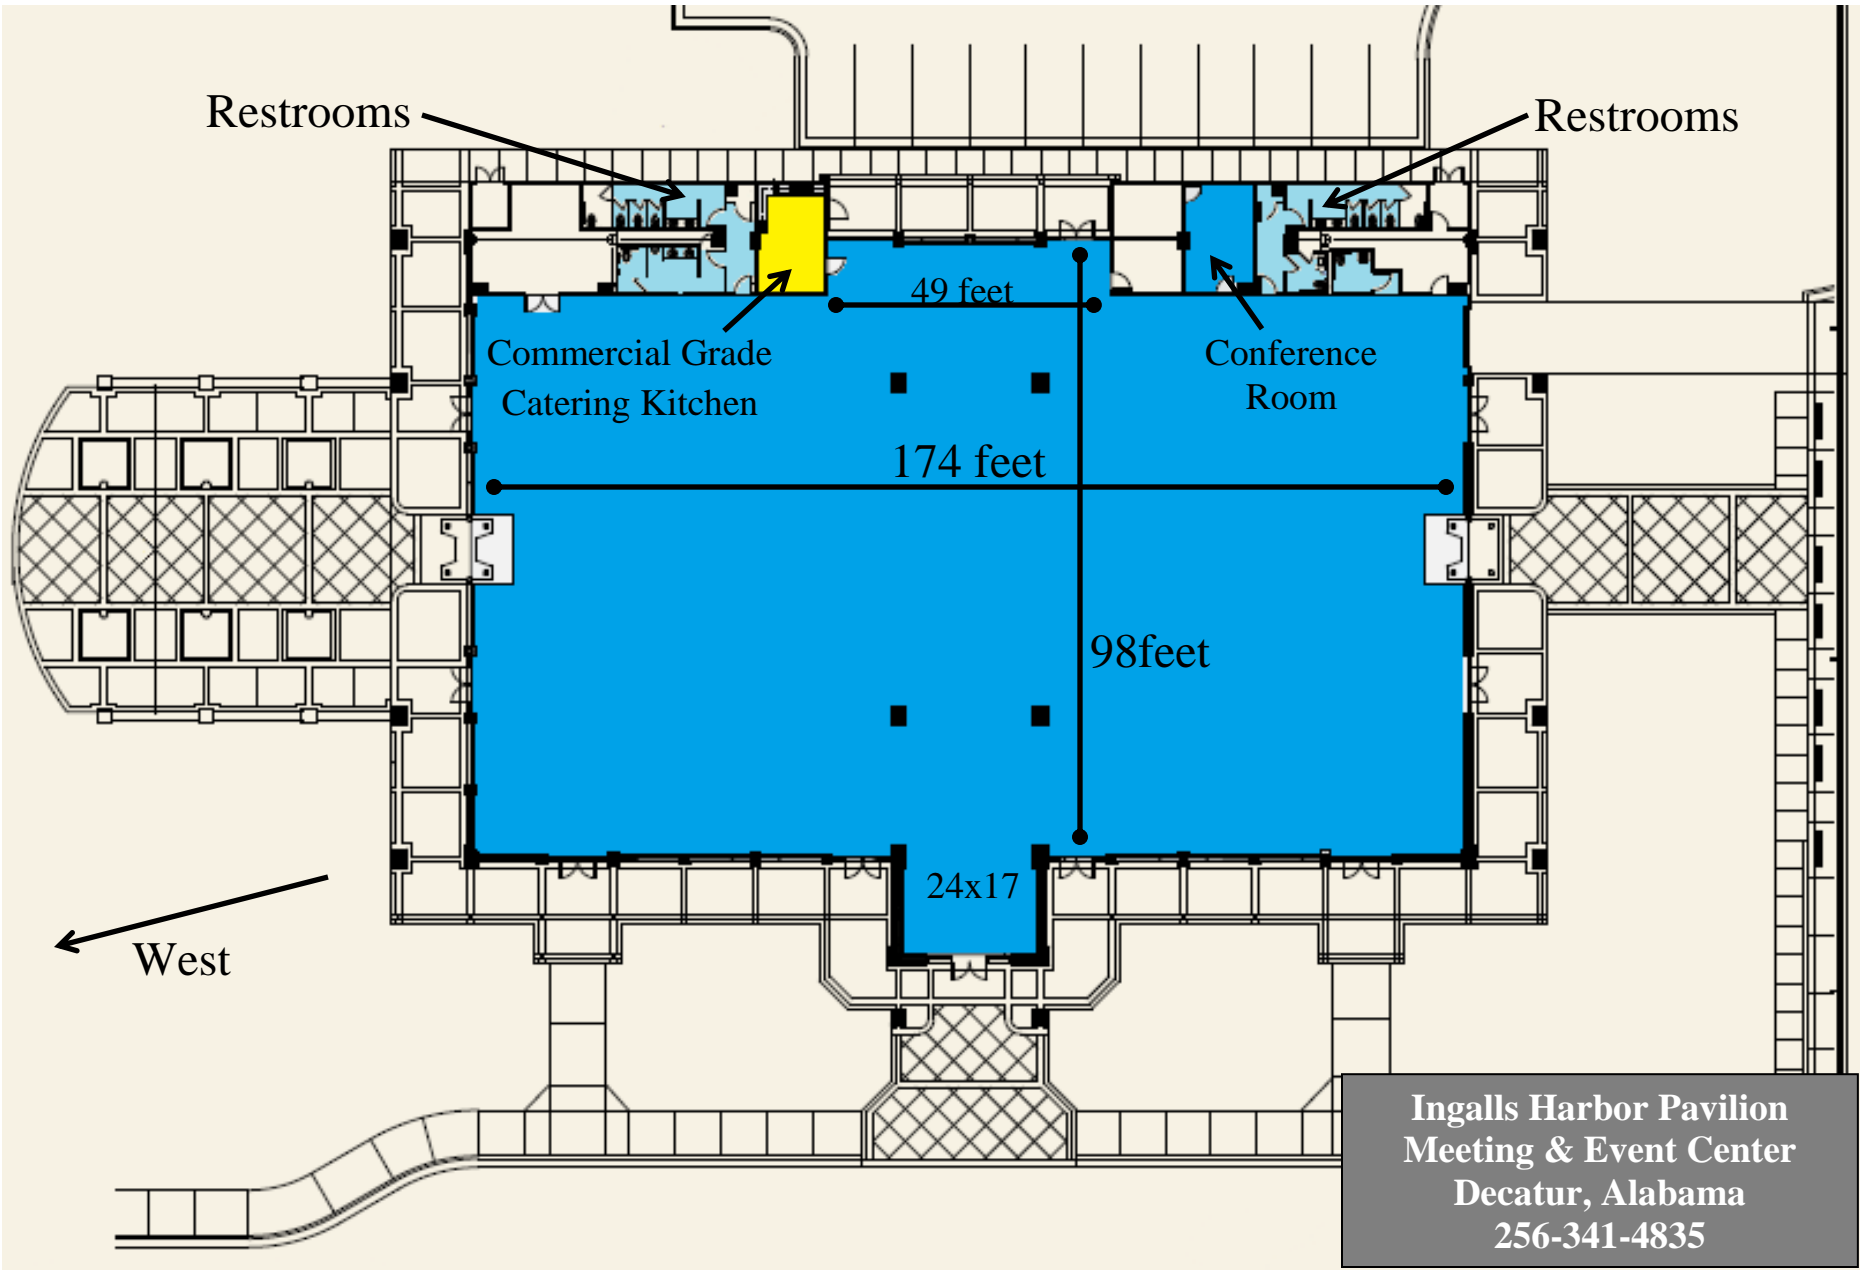 Restrooms
Restrooms
49 feet
Commercial Grade
Catering Kitchen
Conference
Room
174 feet
98feet
24x17
West
Ingalls Harbor Pavilion
Meeting & Event Center
Decatur, Alabama
256-341-4835